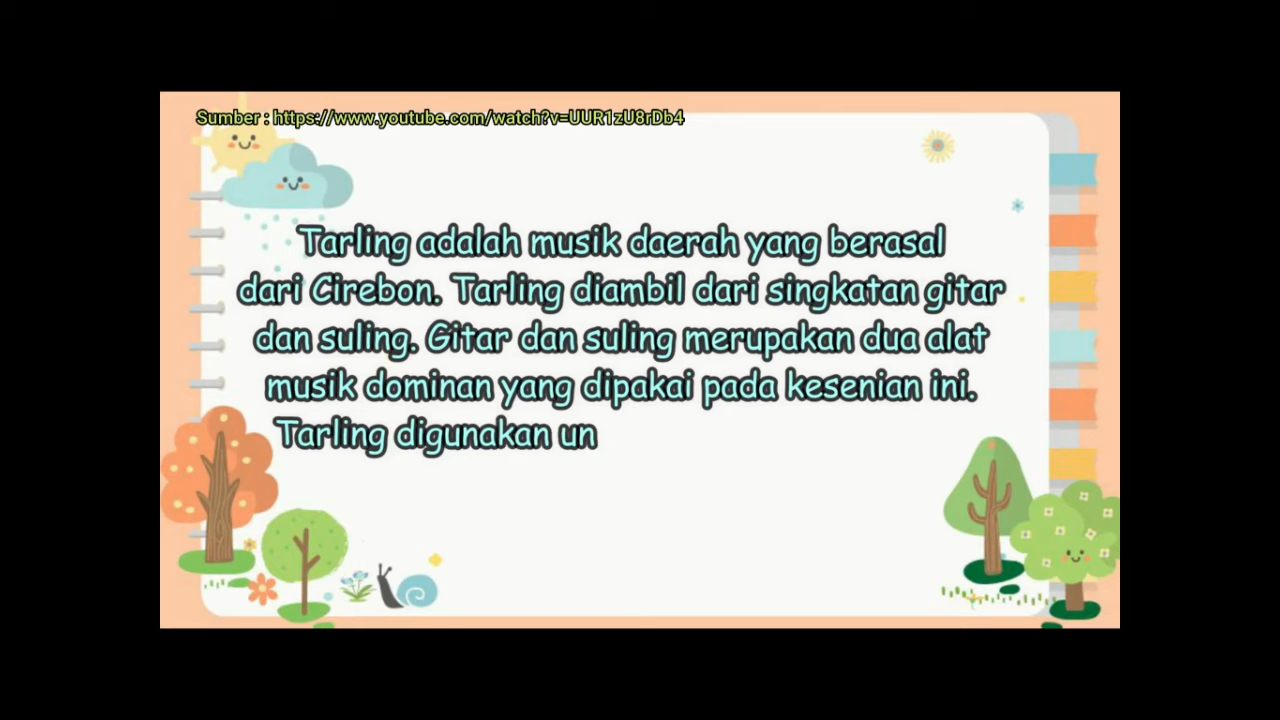 Sumber : https://www.youtube.com/watch?v=UUR1zU8rDb4
Tarling adalah musik daerah yang berasal
dari Cirebon. Tarling diambil dari singkatan gitar
dan suling. Gitar dan suling merupakan dua alat
musik dominan yang dipakai pada kesenian ini.
Tarling digunakan un